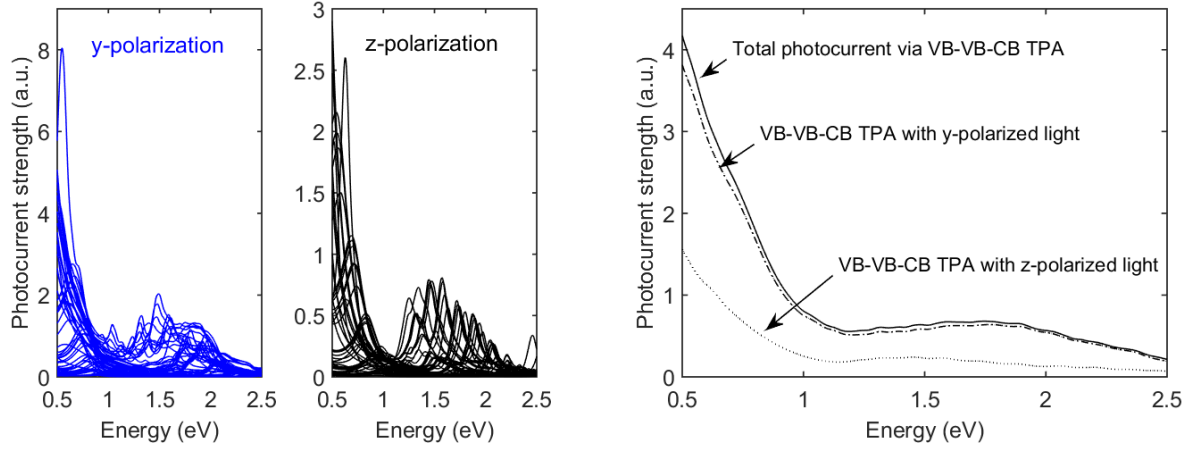 y-polarization
Photocurrent strength (a.u.)
8
6
4
2
0
0.5 1 1.5 2 2.5
Energy (eV)
z-polarization
3
2.5
2
1.5
1
0.5
0
0.5 1 1.5 2 2.5
Energy (eV)
Total photocurrent via VB-VB-CB TPA
VB-VB-CB TPA with y-polarized light
VB-VB-CB TPA with z-polarized light
Photocurrent strength (a.u.)
4
3
2
1
0
0.5 1 1.5 2 2.5
Energy (eV)